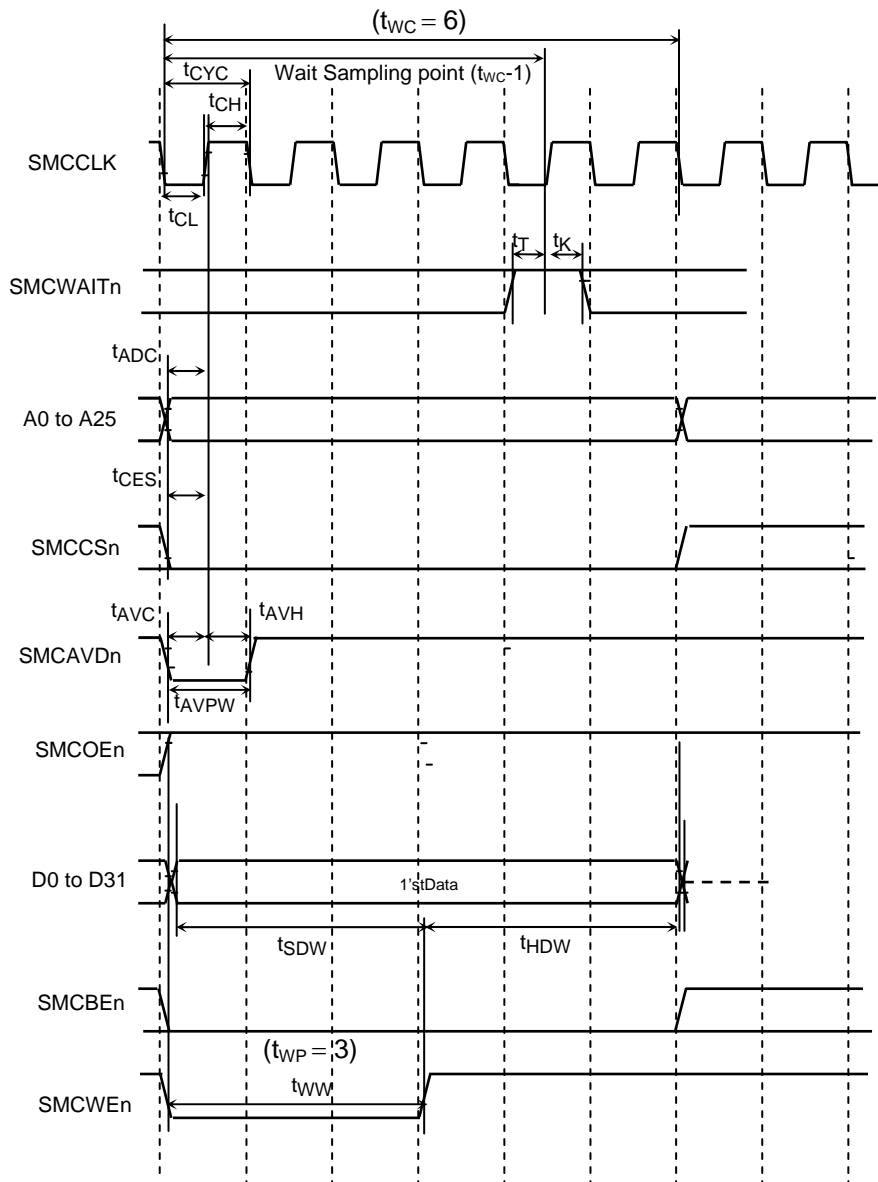 (tWC = 6)
Wait Sampling point (tWC-1)
tCYC
tCH
SMCCLK
tCL
tT tK
SMCWAITn
tADC
A0 to A25
tCES
SMCCSn
tAVC tAVH
SMCAVDn
tAVPW
SMCOEn
D0 to D31 1'stData
tSDW tHDW
SMCBEn
(tWP = 3)
tWW
SMCWEn